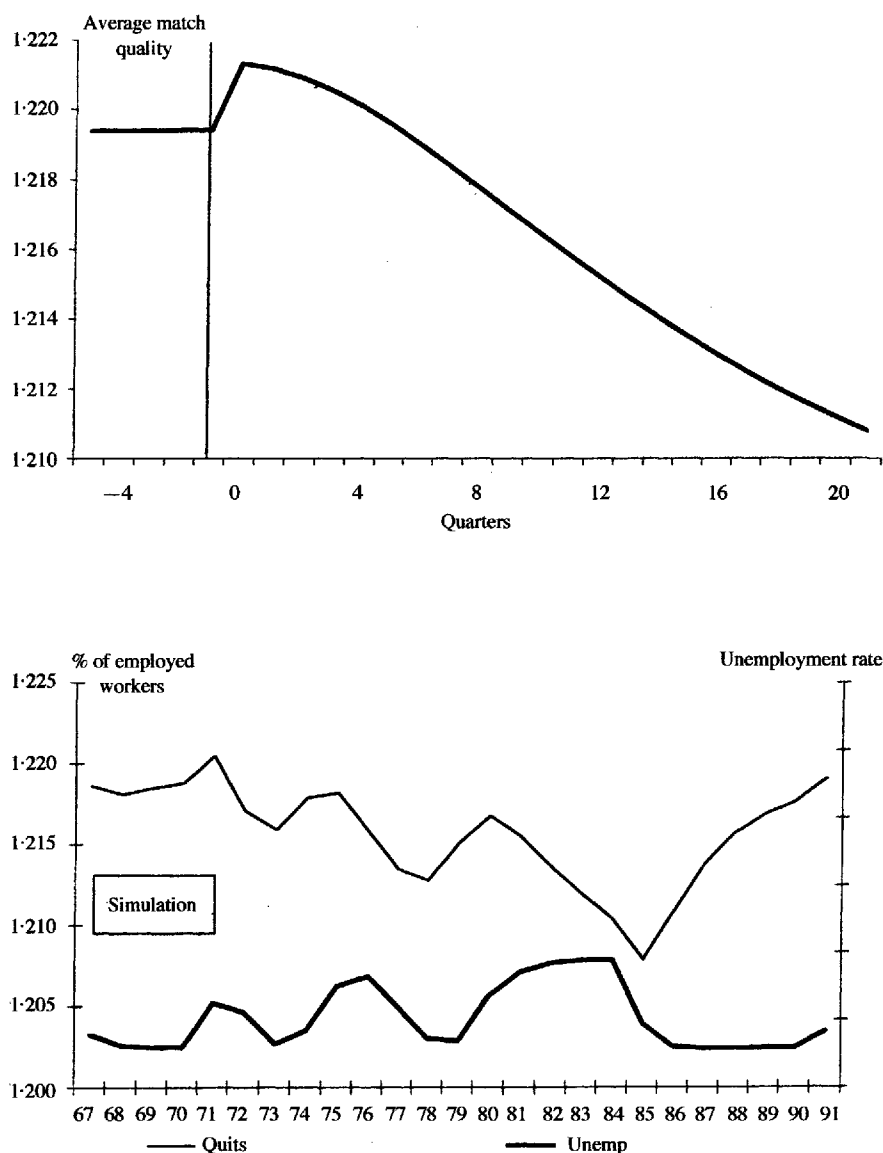 Average match
quality
1·222
1·220
1·218
1·216
1·214
1·212
1·210
−4 0 4 8 12 16 20
Quarters
% of employed
workers
Unemployment rate
1·225
1·220
1·215
1·210
1·205
1·200
Simulation
67 68 69 70 71 72 73 74 75 76 77 78 79 80 81 82 83 84 85 86 87 88 89 90 91
Quits Unemp